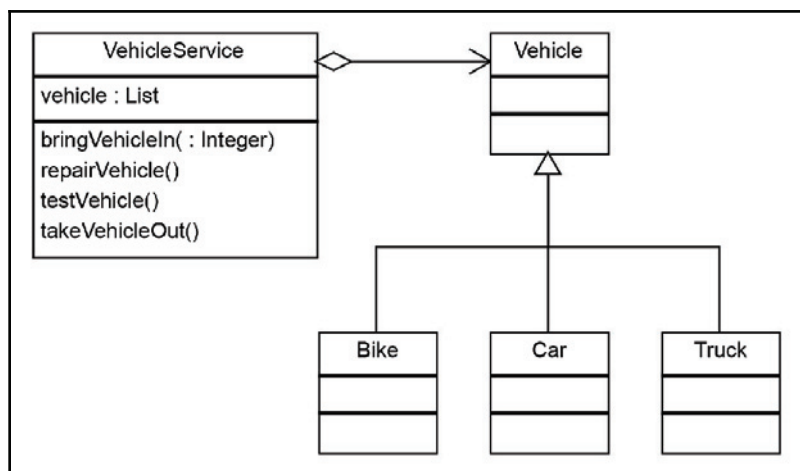 VehicleService
vehicle : List
bringVehicleIn( : Integer)
repairVehicle()
testVehicle()
takeVehicleOut()
Vehicle
Bike
Car
Truck